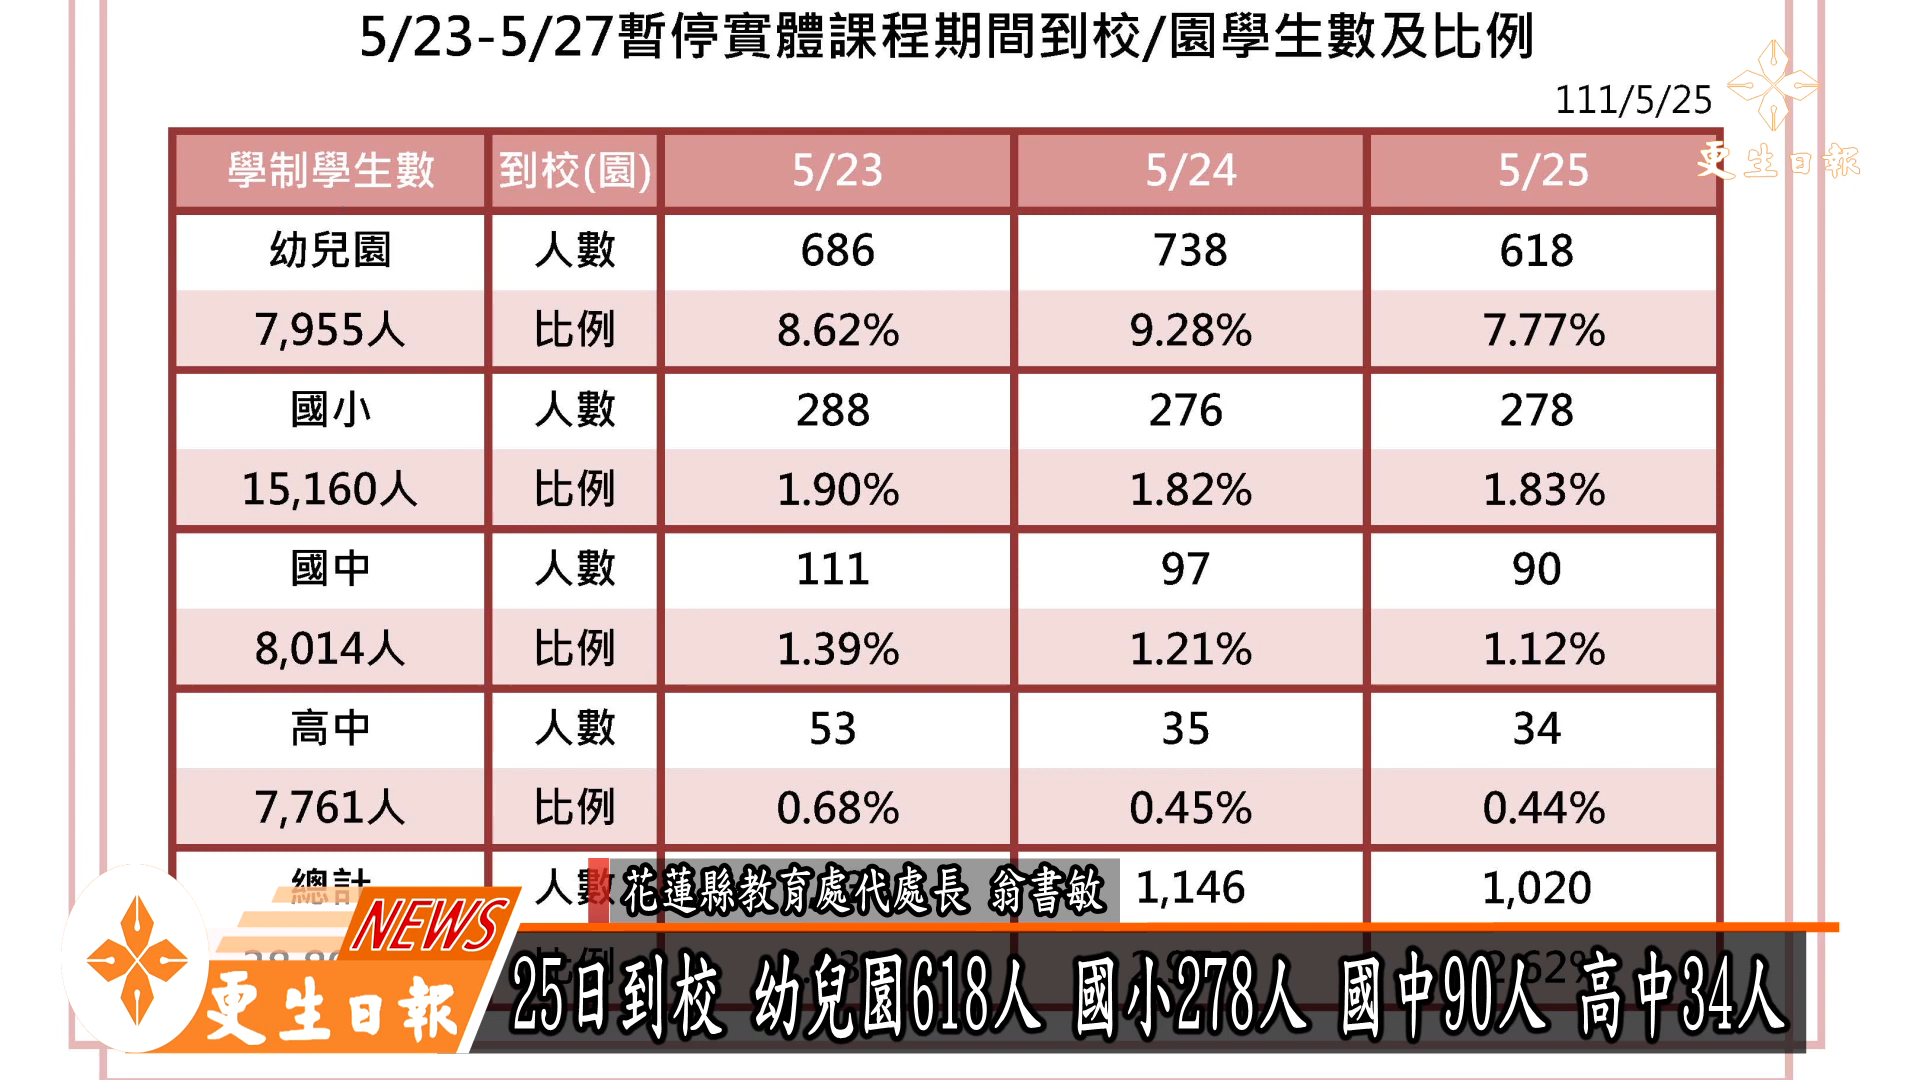 5/23-5/27暫停實體課程期間到校/園學生數及比例
111/5/25
更生日報
學制學生數 到校(園) 5/23 5/24 5/25
幼兒園 人數 686 738 618
7,955人 比例 8.62% 9.28% 7.77%
國小 人數 288 276 278
15,160人 比例 1.90% 1.82% 1.83%
國中 人數 111 97 90
8,014人 比例 1.39% 1.21% 1.12%
高中 人數 53 35 34
7,761人 比例 0.68% 0.45% 0.44%
總計 人數 1,146 1,020
花蓮縣教育處代處長 翁書敏
NEWS
更生日報
25日到校 幼兒園618人 國小278人 國中90人 高中34人